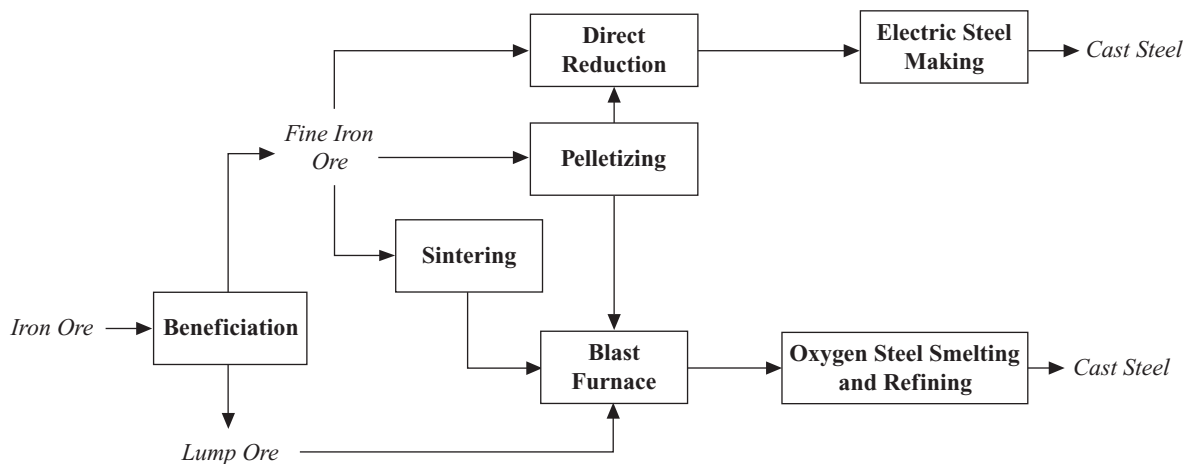 Direct
Reduction
Electric Steel
Making
Cast Steel
Fine Iron
Ore
Pelletizing
Sintering
Iron Ore
Beneficiation
Blast
Furnace
Oxygen Steel Smelting
and Refining
Cast Steel
Lump Ore